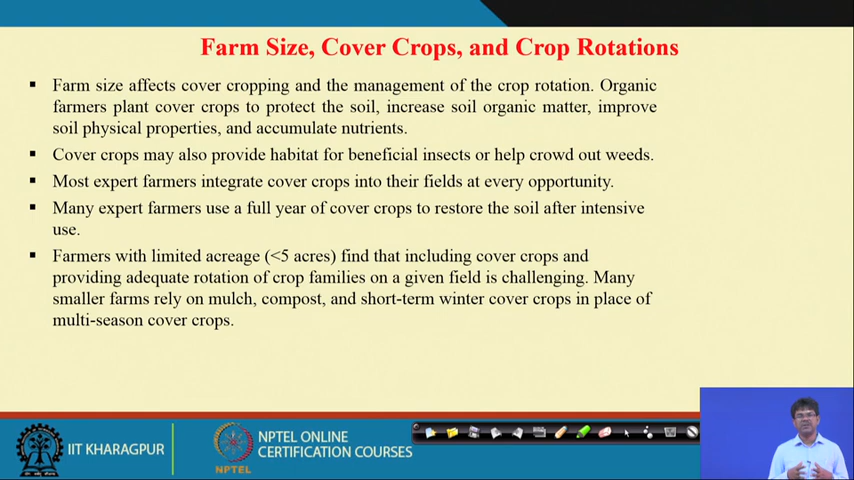 Farm Size, Cover Crops, and Crop Rotations
Farm size affects cover cropping and the management of the crop rotation. Organic
farmers plant cover crops to protect the soil, increase soil organic matter, improve
soil physical properties, and accumulate nutrients.
Cover crops may also provide habitat for beneficial insects or help crowd out weeds.
Most expert farmers integrate cover crops into their fields at every opportunity.
Many expert farmers use a full year of cover crops to restore the soil after intensive
use.
Farmers with limited acreage (<5 acres) find that including cover crops and
providing adequate rotation of crop families on a given field is challenging. Many
smaller farms rely on mulch, compost, and short-term winter cover crops in place of
multi-season cover crops.
IIT KHARAGPUR
NPTEL
NPTEL ONLINE
CERTIFICATION COURSES